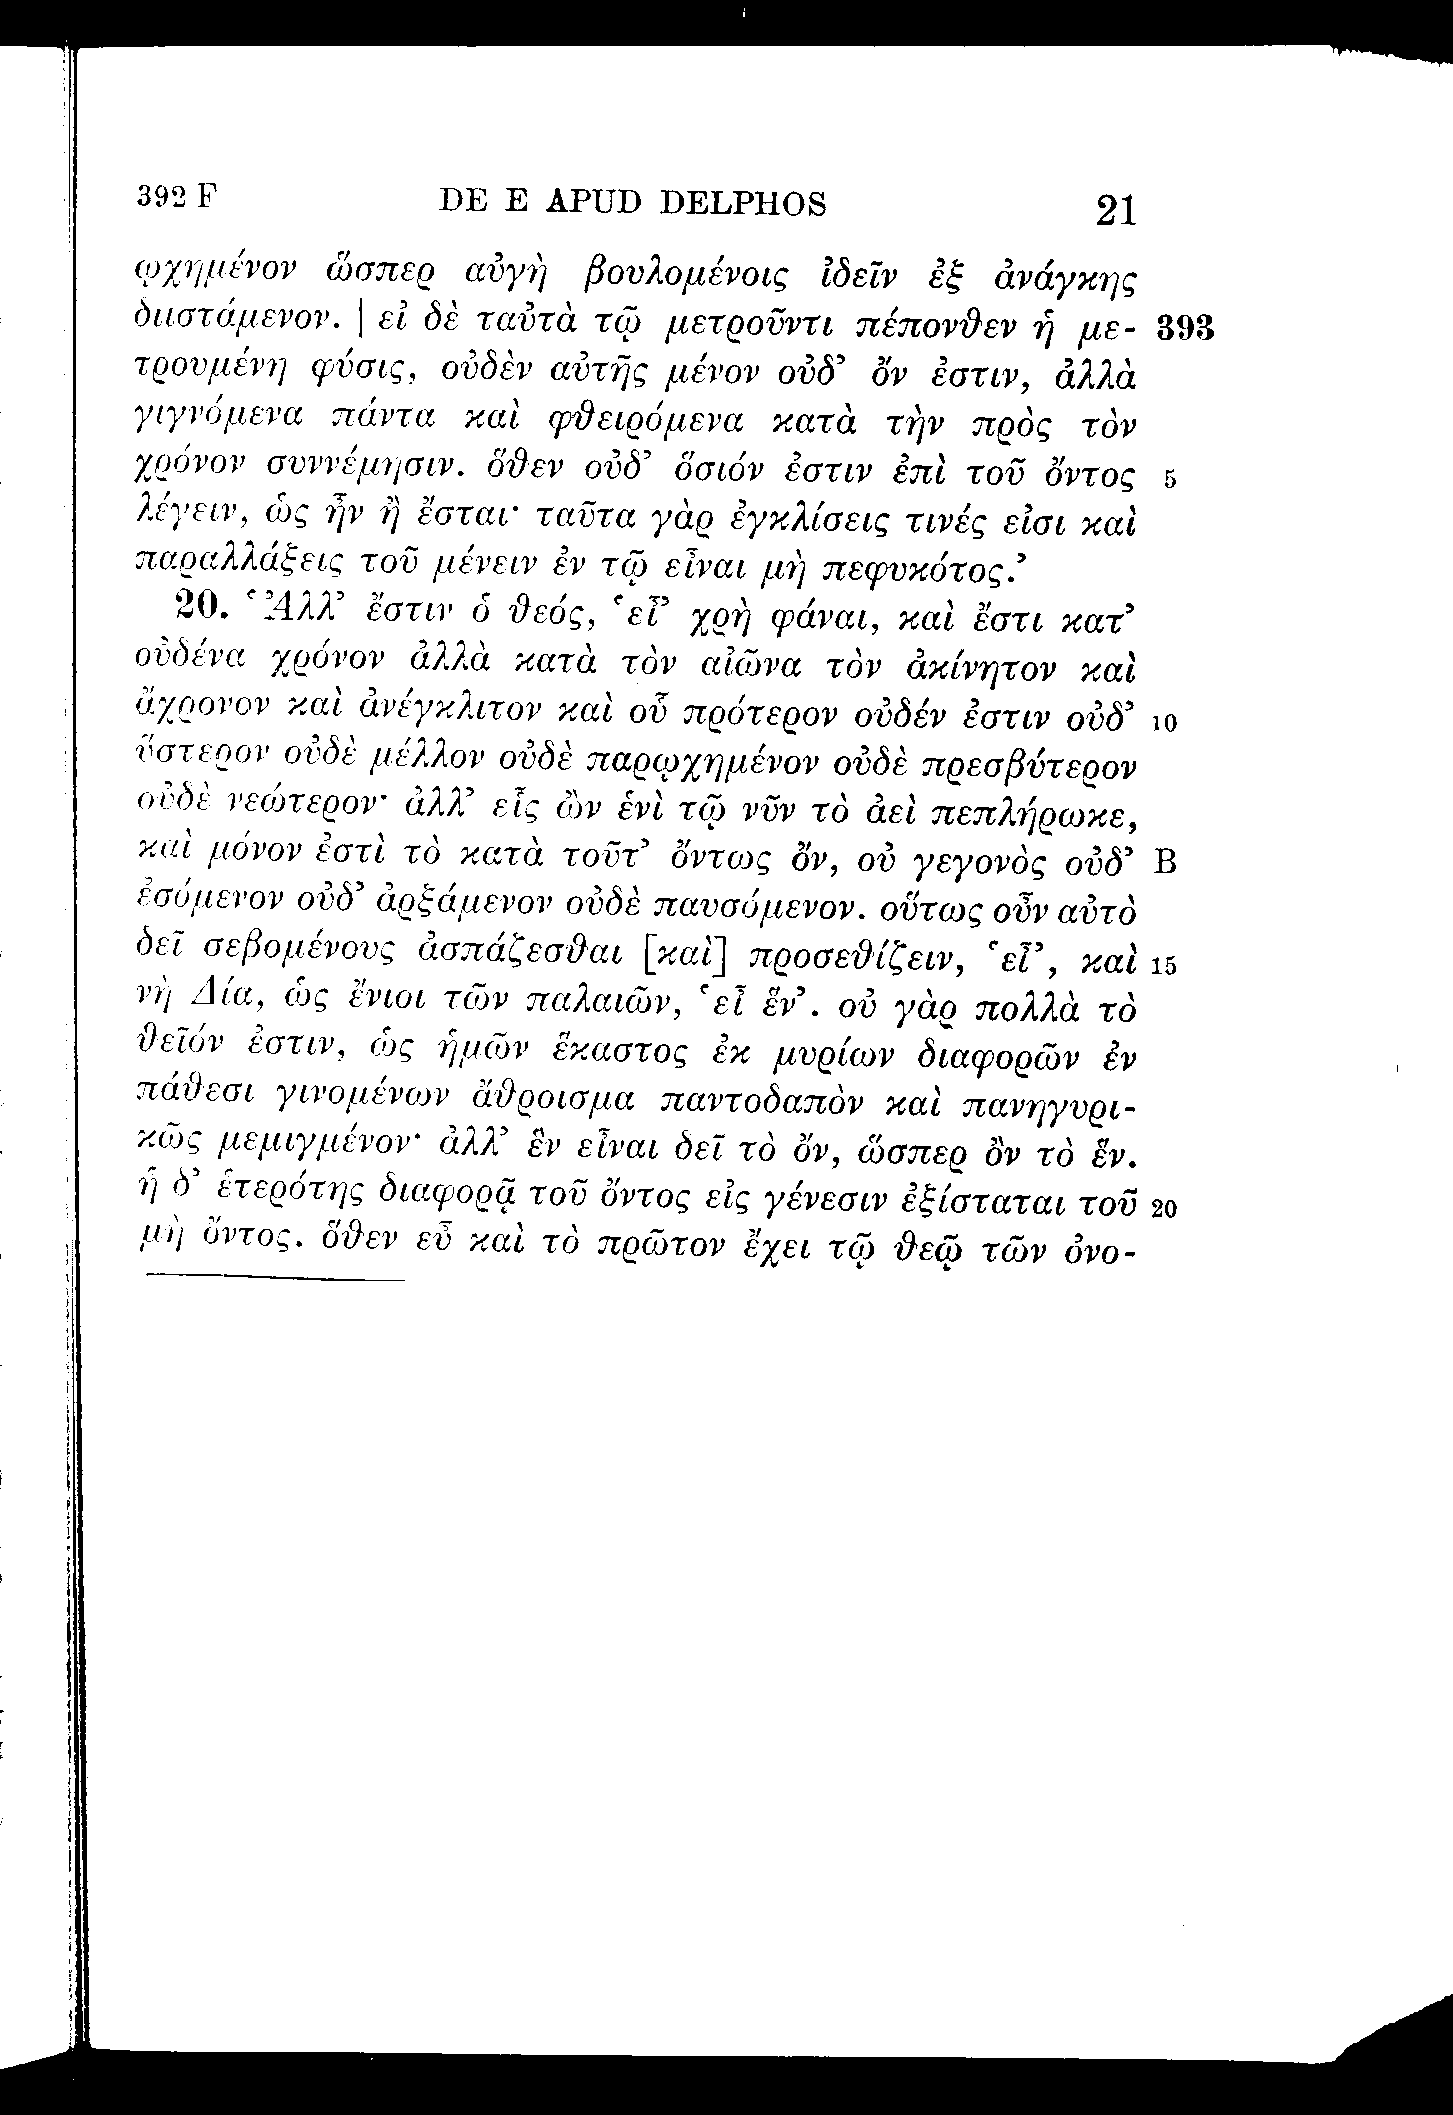 392 F DE E APUD DELPHOS 21
ῳχημένον ὥσπερ αὐγὴ βουλομένοις ἰδεῖν ἐξ ἀνάγκης
διιστάμενον. | εἰ δὲ ταὐτὰ τῷ μετροῦντι πέπονθεν ἡ με- 393
τρουμένη φύσις, οὐδὲν αὐτῆς μένον οὐδ’ ὄν ἐστιν, ἀλλὰ
γιγνόμενα πάντα καὶ φθειρόμενα κατὰ τὴν πρὸς τὸν
χρόνον συννέμησιν. ὅθεν οὐδ’ ὅσιόν ἐστιν ἐπὶ τοῦ ὄντος 5
λέγειν, ὡς ἦν ἢ ἔσται· ταῦτα γὰρ ἐγκλίσεις τινές εἰσι καὶ
παραλλάξεις τοῦ μένειν ἐν τῷ εἶναι μὴ πεφυκότος.’
20. ‘Ἀλλ’ ἔστιν ὁ θεός, ‘εἶ’ χρὴ φάναι, καὶ ἔστι κατ’
οὐδένα χρόνον ἀλλὰ κατὰ τὸν αἰῶνα τὸν ἀκίνητον καὶ
ἄχρονον καὶ ἀνέγκλιτον καὶ οὗ πρότερον οὐδέν ἐστιν οὐδ’ 10
ὕστερον οὐδὲ μέλλον οὐδὲ παρῳχημένον οὐδὲ πρεσβύτερον
οὐδὲ νεώτερον· ἀλλ’ εἷς ὢν ἑνὶ τῷ νῦν τὸ ἀεὶ πεπλήρωκε,
καὶ μόνον ἐστὶ τὸ κατὰ τοῦτ’ ὄντως ὄν, οὐ γεγονὸς οὐδ’ B
ἐσόμενον οὐδ’ ἀρξάμενον οὐδὲ παυσόμενον. οὕτως οὖν αὐτὸ
δεῖ σεβομένους ἀσπάζεσθαι [καὶ] προσεθίζειν, ‘εἶ’, καὶ 15
νὴ Δία, ὡς ἔνιοι τῶν παλαιῶν, ‘εἶ ἕν’. οὐ γὰρ πολλὰ τὸ
θεῖόν ἐστιν, ὡς ἡμῶν ἕκαστος ἐκ μυρίων διαφορῶν ἐν
πάθεσι γινομένων ἄθροισμα παντοδαπὸν καὶ πανηγυρι-
κῶς μεμιγμένον· ἀλλ’ ἓν εἶναι δεῖ τὸ ὄν, ὥσπερ ὂν τὸ ἕν.
ἡ δ’ ἑτερότης διαφορᾷ τοῦ ὄντος εἰς γένεσιν ἐξίσταται τοῦ 20
μὴ ὄντος. ὅθεν εὖ καὶ τὸ πρῶτον ἔχει τῷ θεῷ τῶν ὀνο-